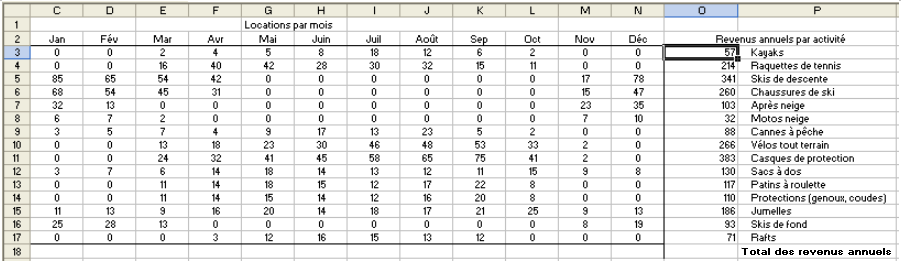 C D E F G H I J K L M N O P
1 Locations par mois
2 Jan Fév Mar Avr Mai Juin Juil Août Sep Oct Nov Déc Revenus annuels par activité
3 0 0 2 4 5 8 18 12 6 2 0 0 57 Kayaks
4 0 0 16 40 42 28 30 32 15 11 0 0 214 Raquettes de tennis
5 85 65 54 42 0 0 0 0 0 0 17 78 341 Skis de descente
6 68 54 45 31 0 0 0 0 0 0 15 47 260 Chaussures de ski
7 32 13 0 0 0 0 0 0 0 0 23 35 103 Après neige
8 6 7 2 0 0 0 0 0 0 0 7 10 32 Motos neige
9 3 5 7 4 9 17 13 23 5 2 0 0 88 Cannes à pêche
10 0 0 13 18 23 30 46 48 53 33 2 0 266 Vélos tout terrain
11 0 0 24 32 41 45 58 65 75 41 2 0 383 Casques de protection
12 3 7 6 14 18 14 13 12 11 15 9 8 130 Sacs à dos
13 0 0 11 14 18 15 12 17 22 8 0 0 117 Patins à roulette
14 0 0 11 14 15 14 12 16 20 8 0 0 110 Protections (genoux, coudes)
15 11 13 9 16 20 14 18 17 21 25 9 13 186 Jumelles
16 25 28 13 0 0 0 0 0 0 0 8 19 93 Skis de fond
17 0 0 0 3 12 16 15 13 12 0 0 0 71 Rafts
18 Total des revenus annuels